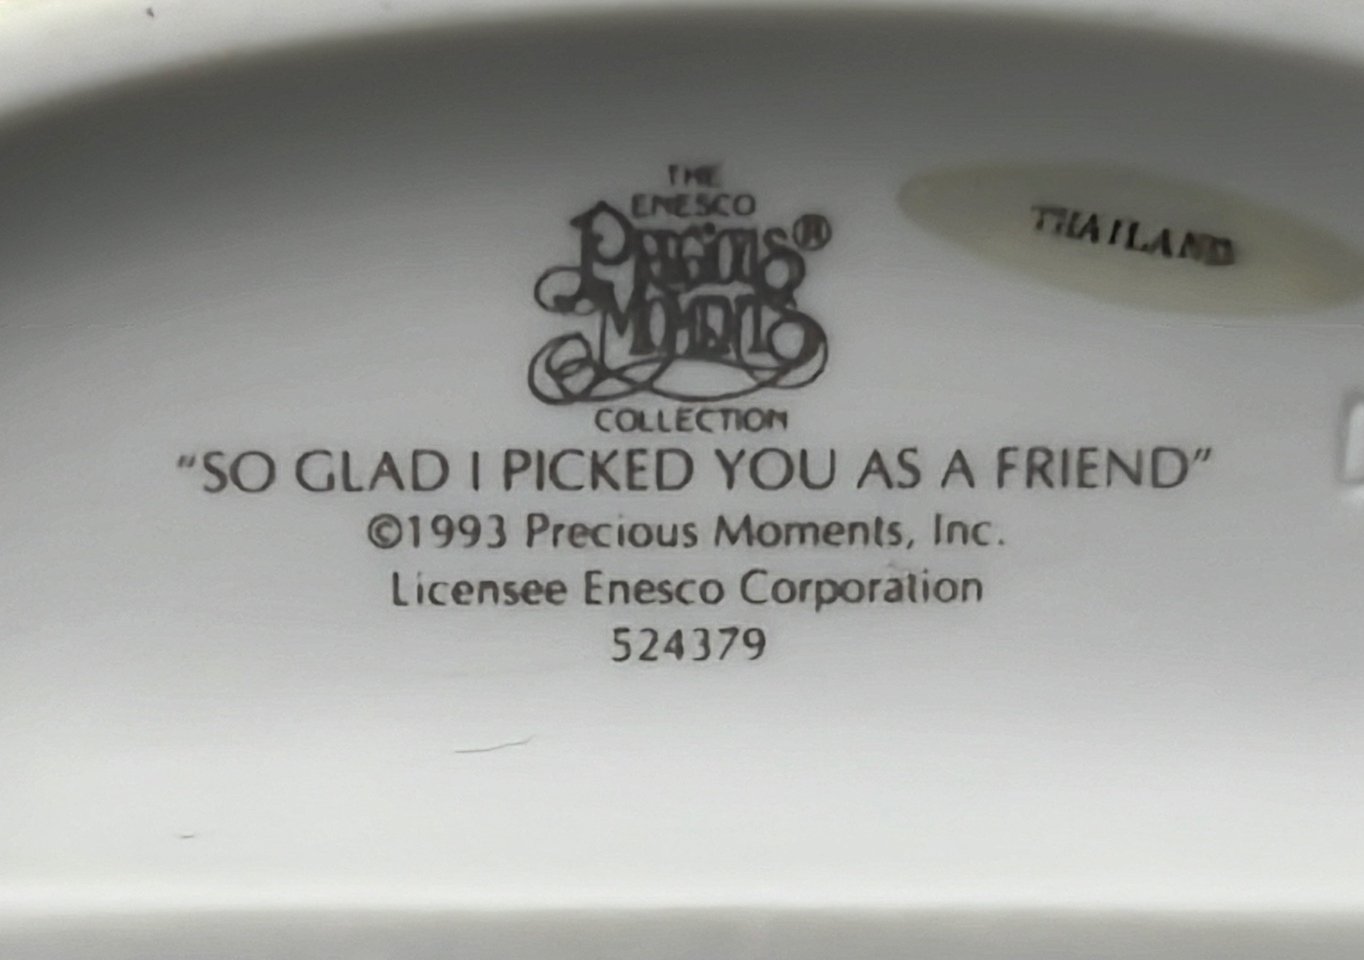 THE
ENESCO
Precious®
Moments
COLLECTION
THAILAND
“SO GLAD I PICKED YOU AS A FRIEND”
©1993 Precious Moments, Inc.
Licensee Enesco Corporation
524379